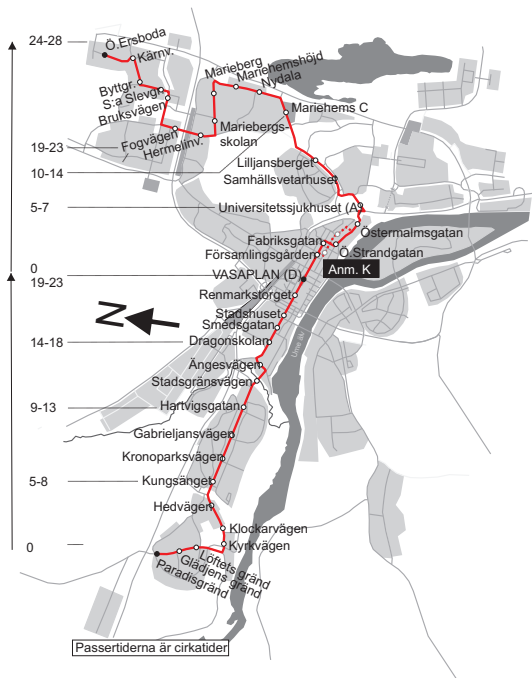 24-28
Ö.Ersboda
Kärnv.
Byttgr.
S:a Slevgr.
Bruksvägen
Fogvägen
Hermelinv.
Marieberg
Mariehemshöjd
Nydala
Mariehems C
Mariebergs-
skolan
19-23
10-14
Lilljansberget
Samhällsvetarhuset
5-7
Universitetssjukhuset (A)
Östermalmsgatan
Fabriksgatan
Ö.Strandgatan
Församlingsgården
Anm. K
0
VASAPLAN (D)
19-23
Renmarkstorget
N
Stadshuset
Smedsgatan
Ume älv
14-18
Dragonskolan
Ängesvägen
Stadsgränsvägen
9-13
Hartvigsgatan
Gabrieljansvägen
Kronoparksvägen
5-8
Kungsänget
Hedvägen
Klockarvägen
0
Kyrkvägen
Löftets gränd
Glädjens gränd
Paradisgränd
Passertiderna är cirkatider